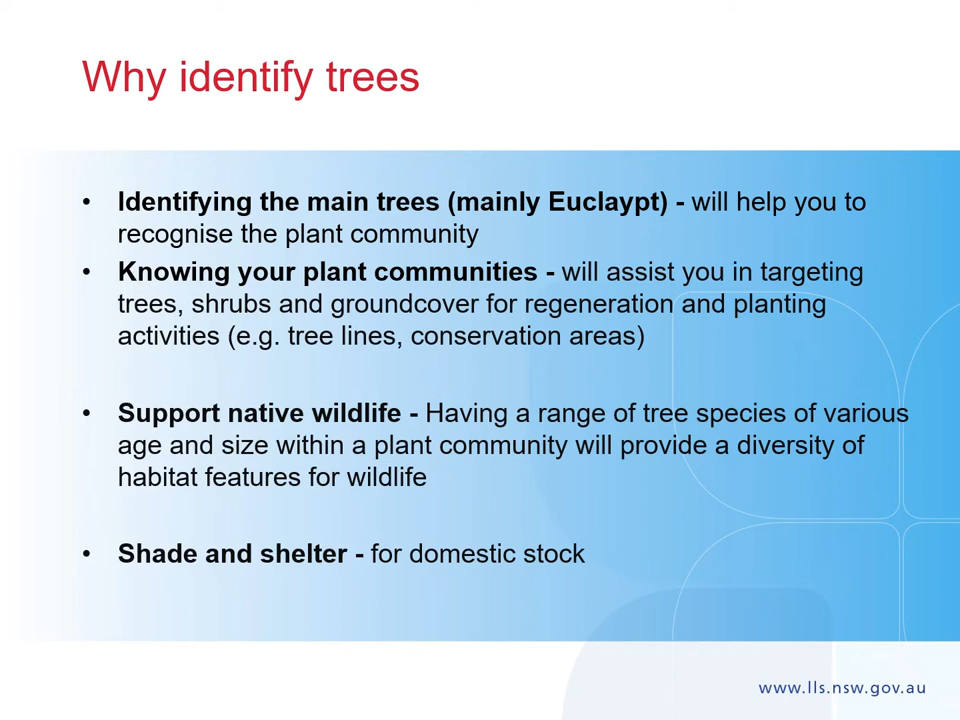 Why identify trees
• Identifying the main trees (mainly Euclaypt) - will help you to
recognise the plant community
• Knowing your plant communities - will assist you in targeting
trees, shrubs and groundcover for regeneration and planting
activities (e.g. tree lines, conservation areas)
• Support native wildlife - Having a range of tree species of various
age and size within a plant community will provide a diversity of
habitat features for wildlife
• Shade and shelter - for domestic stock
www.lls.nsw.gov.au